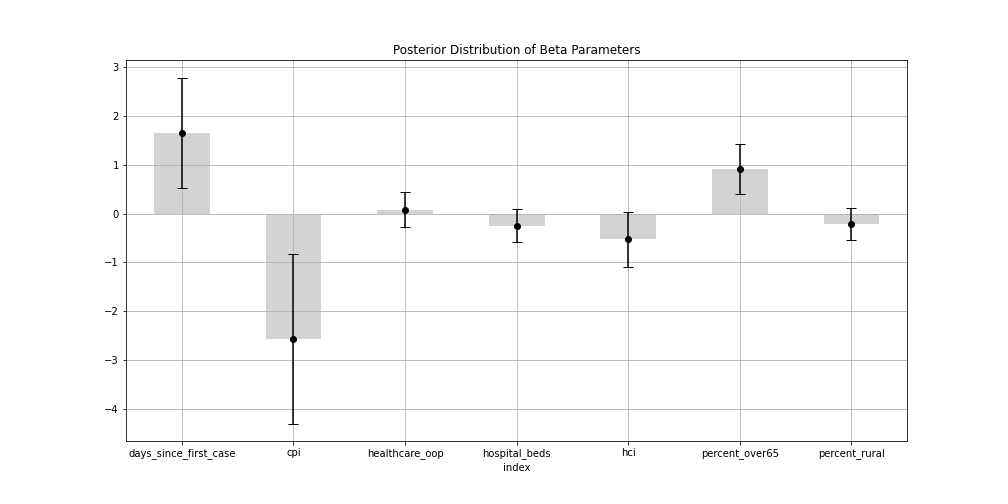 Posterior Distribution of Beta Parameters
3
2
1
0
−1
−2
−3
−4
days_since_first_case cpi healthcare_oop hospital_beds hci percent_over65 percent_rural
index